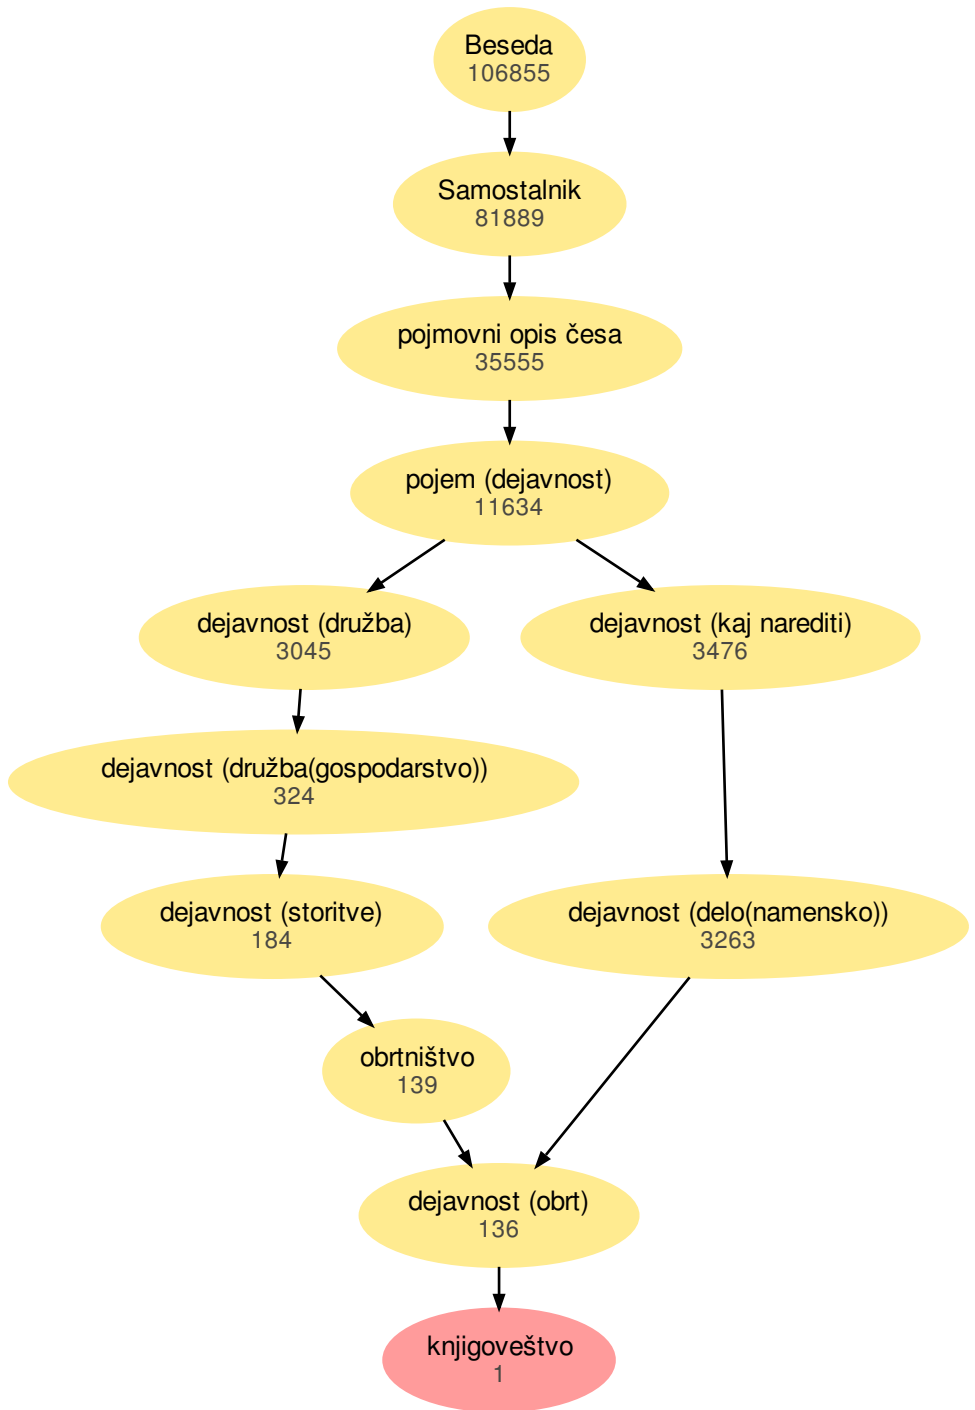 Beseda
106855
Samostalnik
81889
pojmovni opis česa
35555
pojem (dejavnost)
11634
dejavnost (družba)
3045
dejavnost (kaj narediti)
3476
dejavnost (družba(gospodarstvo))
324
dejavnost (storitve)
184
dejavnost (delo(namensko))
3263
obrtništvo
139
dejavnost (obrt)
136
knjigoveštvo
1